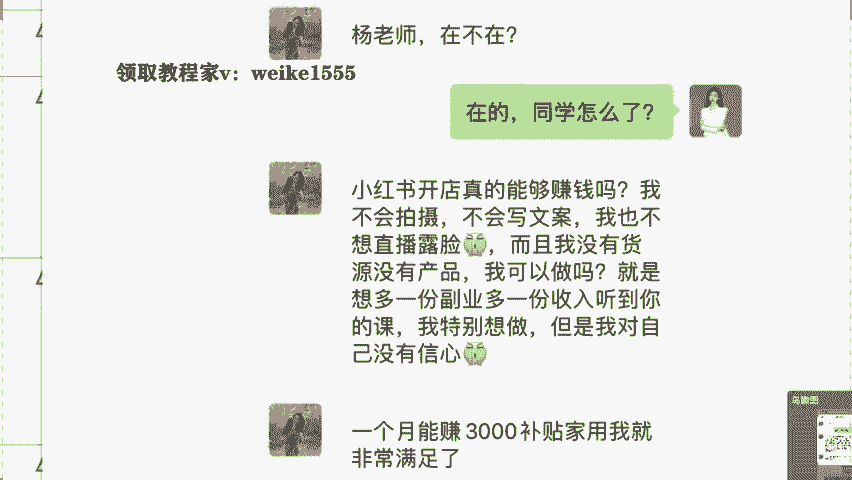 杨老师，在不在？
领取教程家v：weike1555
在的，同学怎么了？
小红书开店真的能够赚钱吗？我
不会拍摄，不会写文案，我也不
想直播露脸，而且我没有货
源没有产品，我可以做吗？就是
想多一份副业多一份收入听到你
的课，我特别想做，但是我对自
己没有信心
一个月能赚3000补贴家用我就
非常满足了